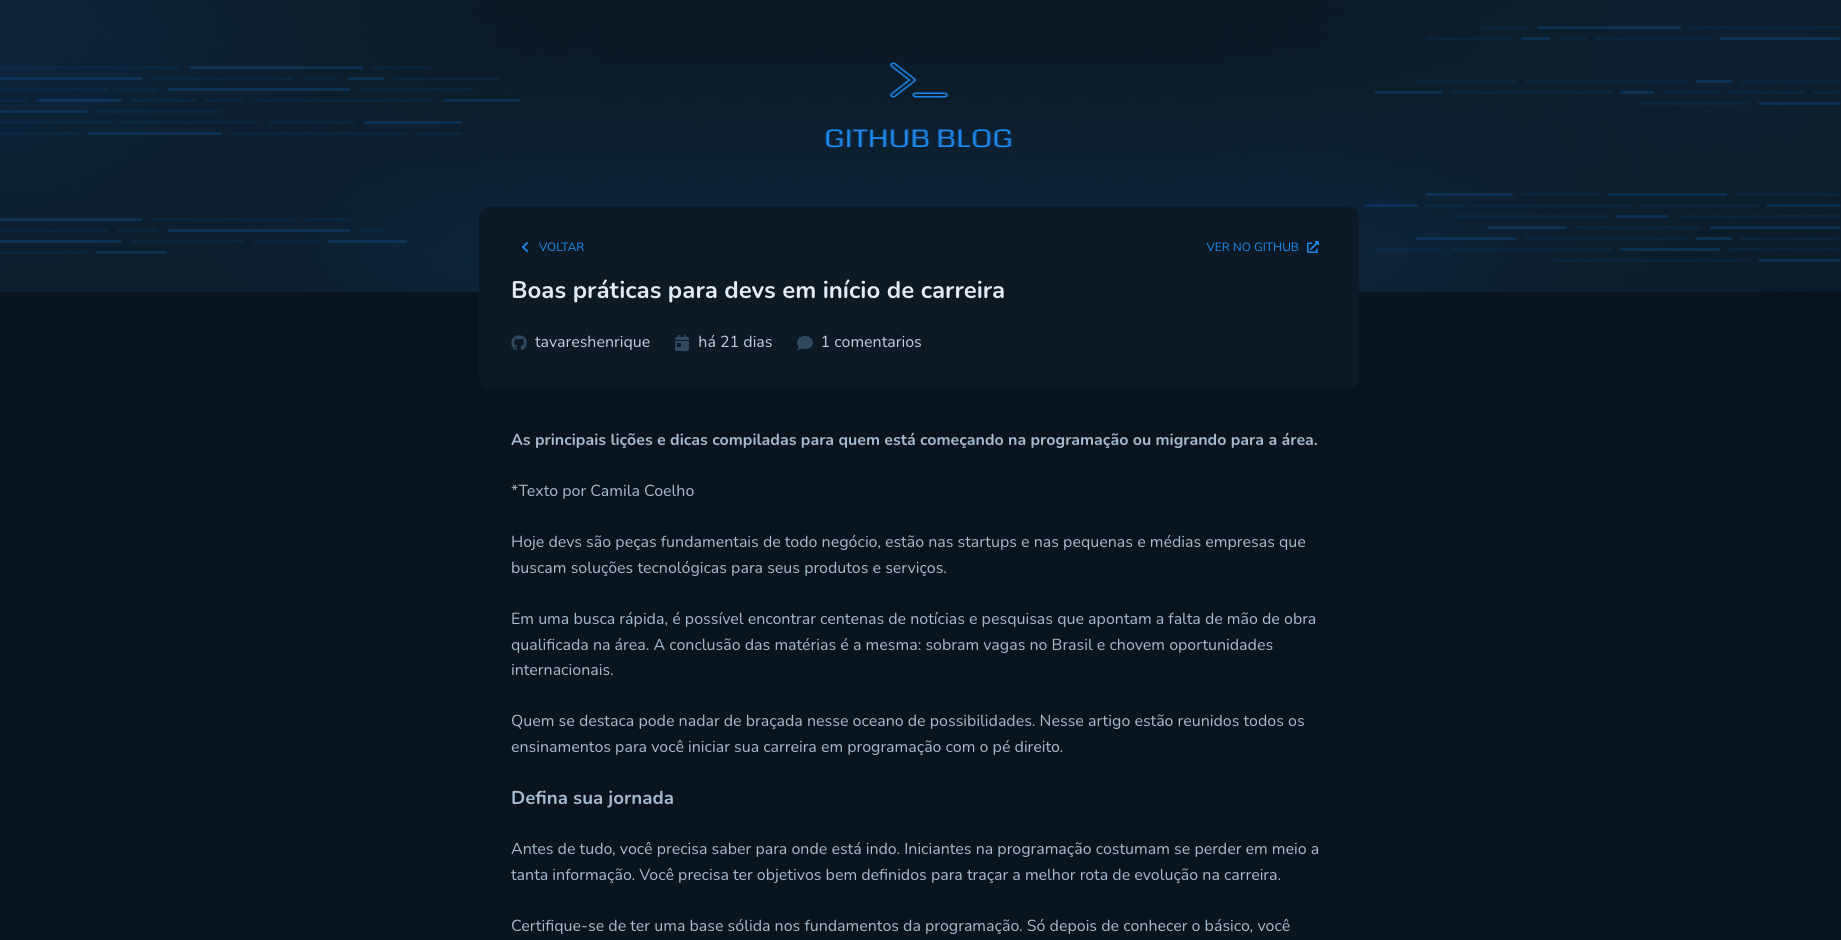 GITHUB BLOG
VOLTAR
VER NO GITHUB
Boas práticas para devs em início de carreira
tavareshenrique
há 21 dias
1 comentarios
As principais lições e dicas compiladas para quem está começando na programação ou migrando para a área.
*Texto por Camila Coelho
Hoje devs são peças fundamentais de todo negócio, estão nas startups e nas pequenas e médias empresas que
buscam soluções tecnológicas para seus produtos e serviços.
Em uma busca rápida, é possível encontrar centenas de notícias e pesquisas que apontam a falta de mão de obra
qualificada na área. A conclusão das matérias é a mesma: sobram vagas no Brasil e chovem oportunidades
internacionais.
Quem se destaca pode nadar de braçada nesse oceano de possibilidades. Nesse artigo estão reunidos todos os
ensinamentos para você iniciar sua carreira em programação com o pé direito.
Defina sua jornada
Antes de tudo, você precisa saber para onde está indo. Iniciantes na programação costumam se perder em meio a
tanta informação. Você precisa ter objetivos bem definidos para traçar a melhor rota de evolução na carreira.
Certifique-se de ter uma base sólida nos fundamentos da programação. Só depois de conhecer o básico, você